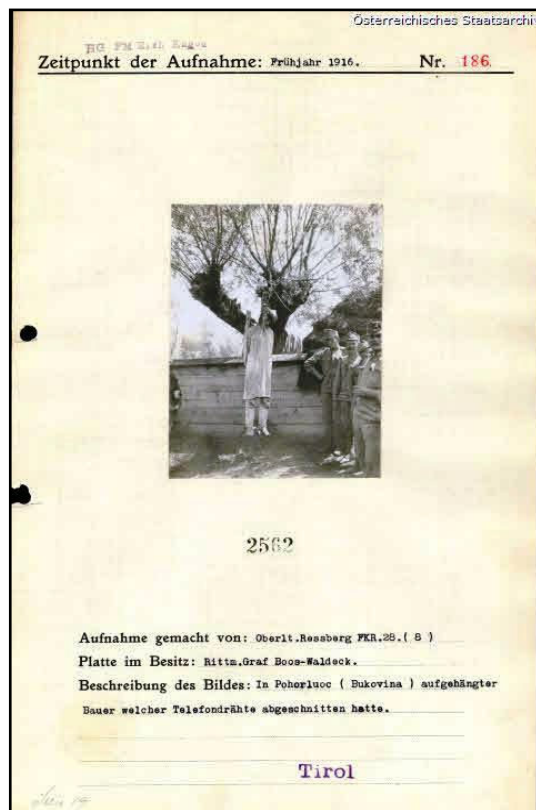 Österreichisches Staatsarchiv
Zeitpunkt der Aufnahme: Frühjahr 1916. Nr. 186.
2562
Aufnahme gemacht von: Oberlt.Ressberg FKR.28.( 8 )
Platte im Besitz: Rittm.Graf Boos-Waldeck.
Beschreibung des Bildes: In Pohorluoc ( Bukovina ) aufgehängter
Bauer welcher Telefondrähte abgeschnitten hatte.
Tirol